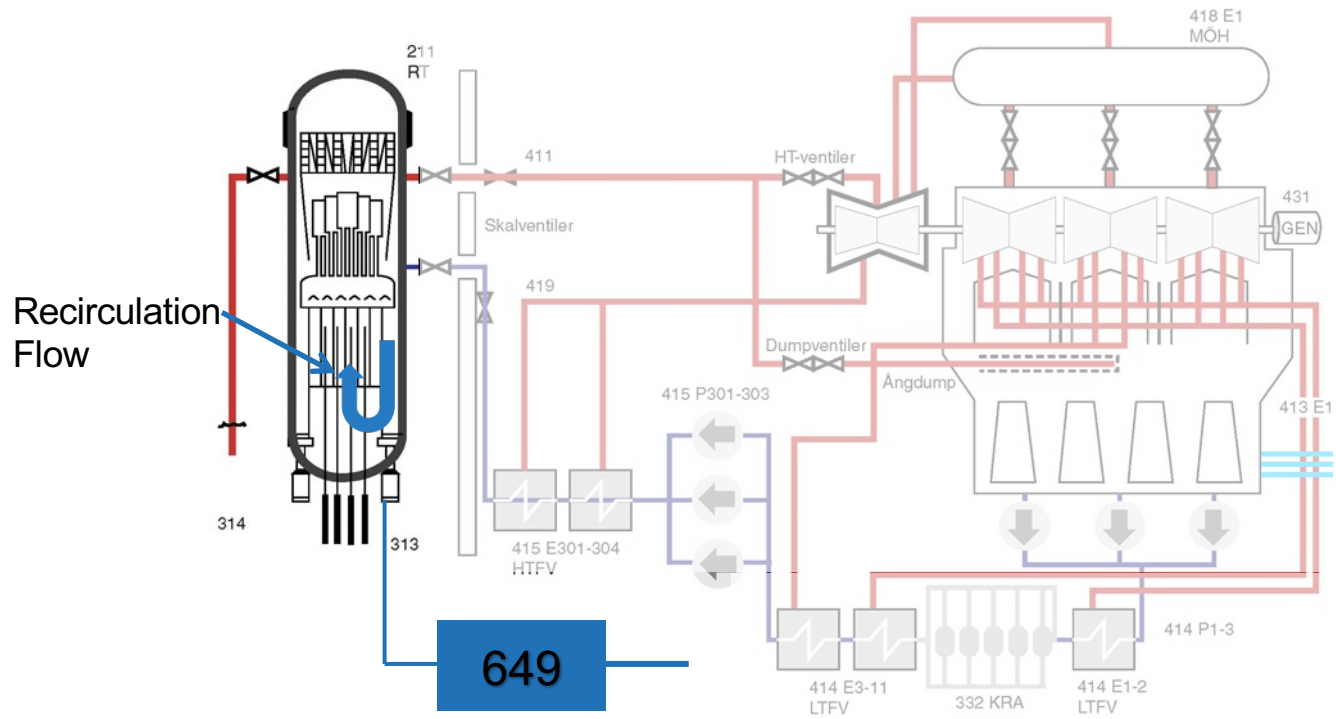 418 E1
MÖH
211
RT
411
HT-ventiler
431
GEN
Skalventiler
419
Recirculation
Flow
Dumpventiler
Ångdump
415 P301-303
413 E1
314
313
415 E301-304
HTFV
649
414 P1-3
414 E3-11
LTFV
332 KRA
414 E1-2
LTFV